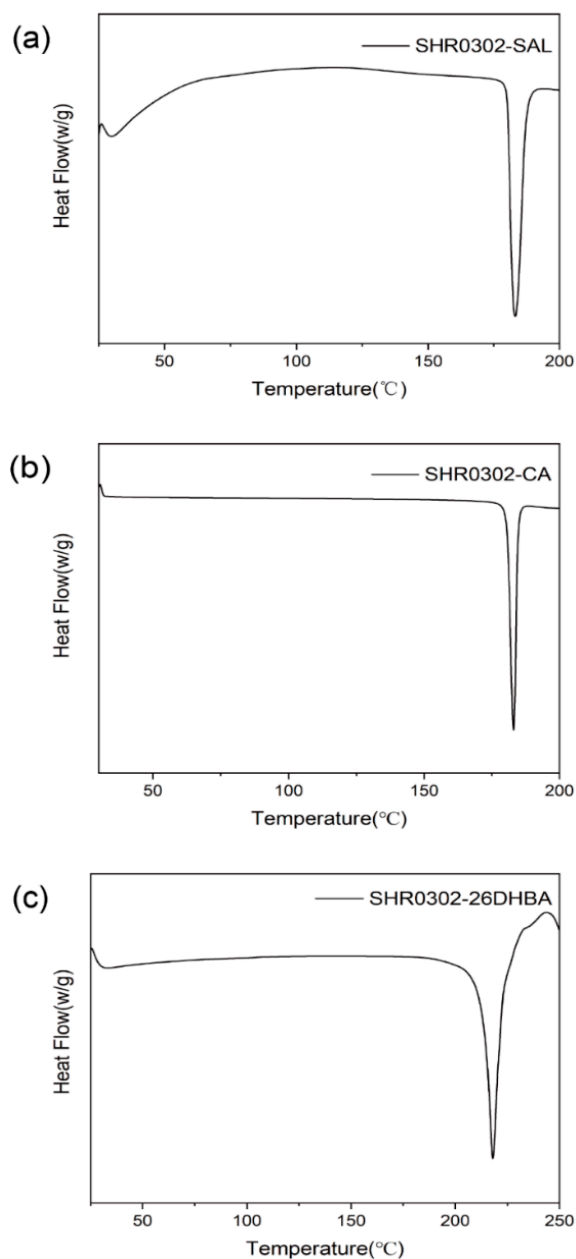 (a)
SHR0302-SAL
Heat Flow(w/g)
50
100
150
200
Temperature(℃)
(b)
SHR0302-CA
Heat Flow(w/g)
50
100
150
200
Temperature(℃)
(c)
SHR0302-26DHBA
Heat Flow(w/g)
50
100
150
200
250
Temperature(℃)